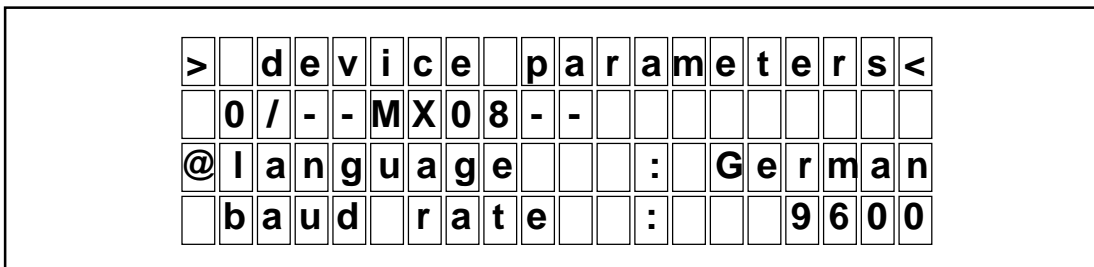 > device parameters<
 0/--MX08--
@language   : German
 baud rate  :   9600